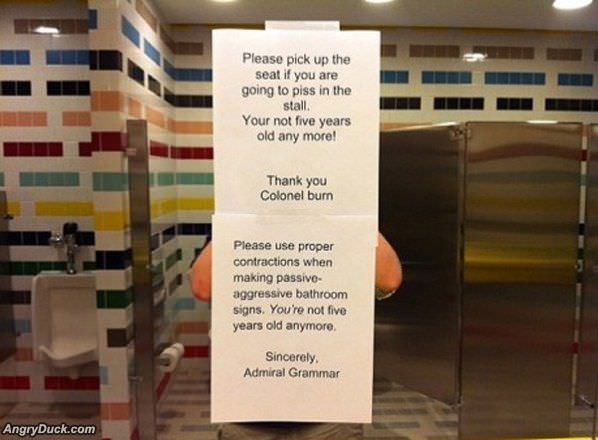 Please pick up the
seat if you are
going to piss in the
stall.
Your not five years
old any more!
Thank you
Colonel burn
Please use proper
contractions when
making passive-
aggressive bathroom
signs. You're not five
years old anymore.
Sincerely,
Admiral Grammar
AngryDuck.com